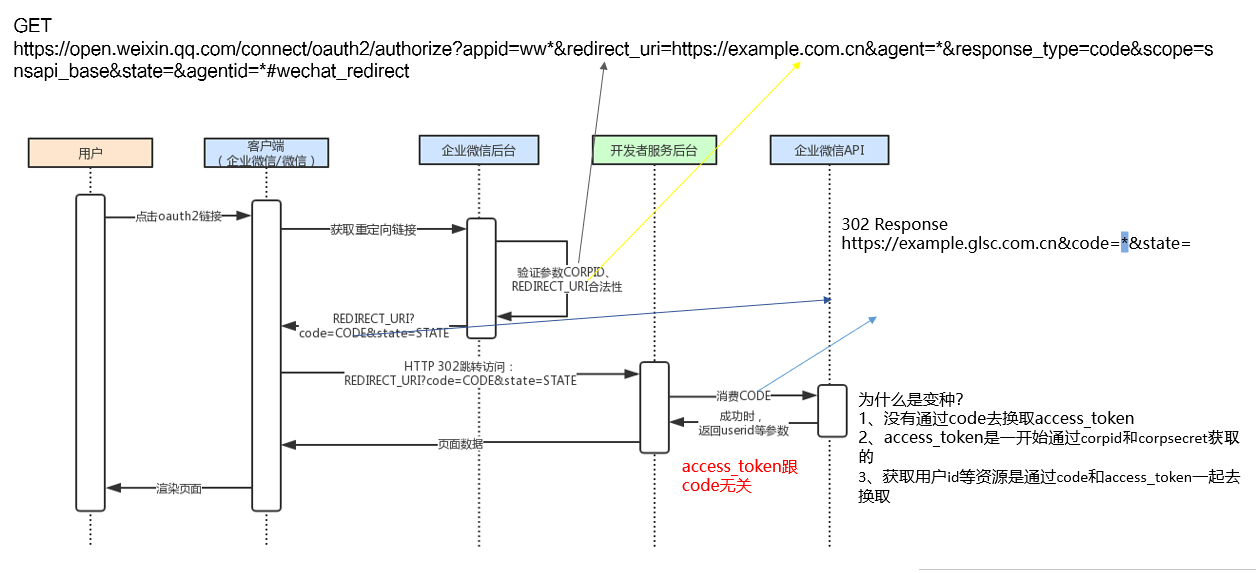 GET
https://open.weixin.qq.com/connect/oauth2/authorize?appid=ww*&redirect_uri=https://example.com.cn&agent=*&response_type=code&scope=s
nsapi_base&state=&agentid=*#wechat_redirect
用户
客户端
（企业微信/微信）
企业微信后台
开发者服务后台
企业微信API
点击oauth2链接
获取重定向链接
302 Response
https://example.glsc.com.cn&code=*&state=
验证参数CORPID、
REDIRECT_URI合法性
REDIRECT_URI?
code=CODE&state=STATE
HTTP 302跳转访问：
REDIRECT_URI?code=CODE&state=STATE
消费CODE
成功时，
返回userid等参数
页面数据
渲染页面
access_token跟
code无关
为什么是变种？
1、没有通过code去换取access_token
2、access_token是一开始通过corpid和corpsecret获取
的
3、获取用户id等资源是通过code和access_token一起去
换取